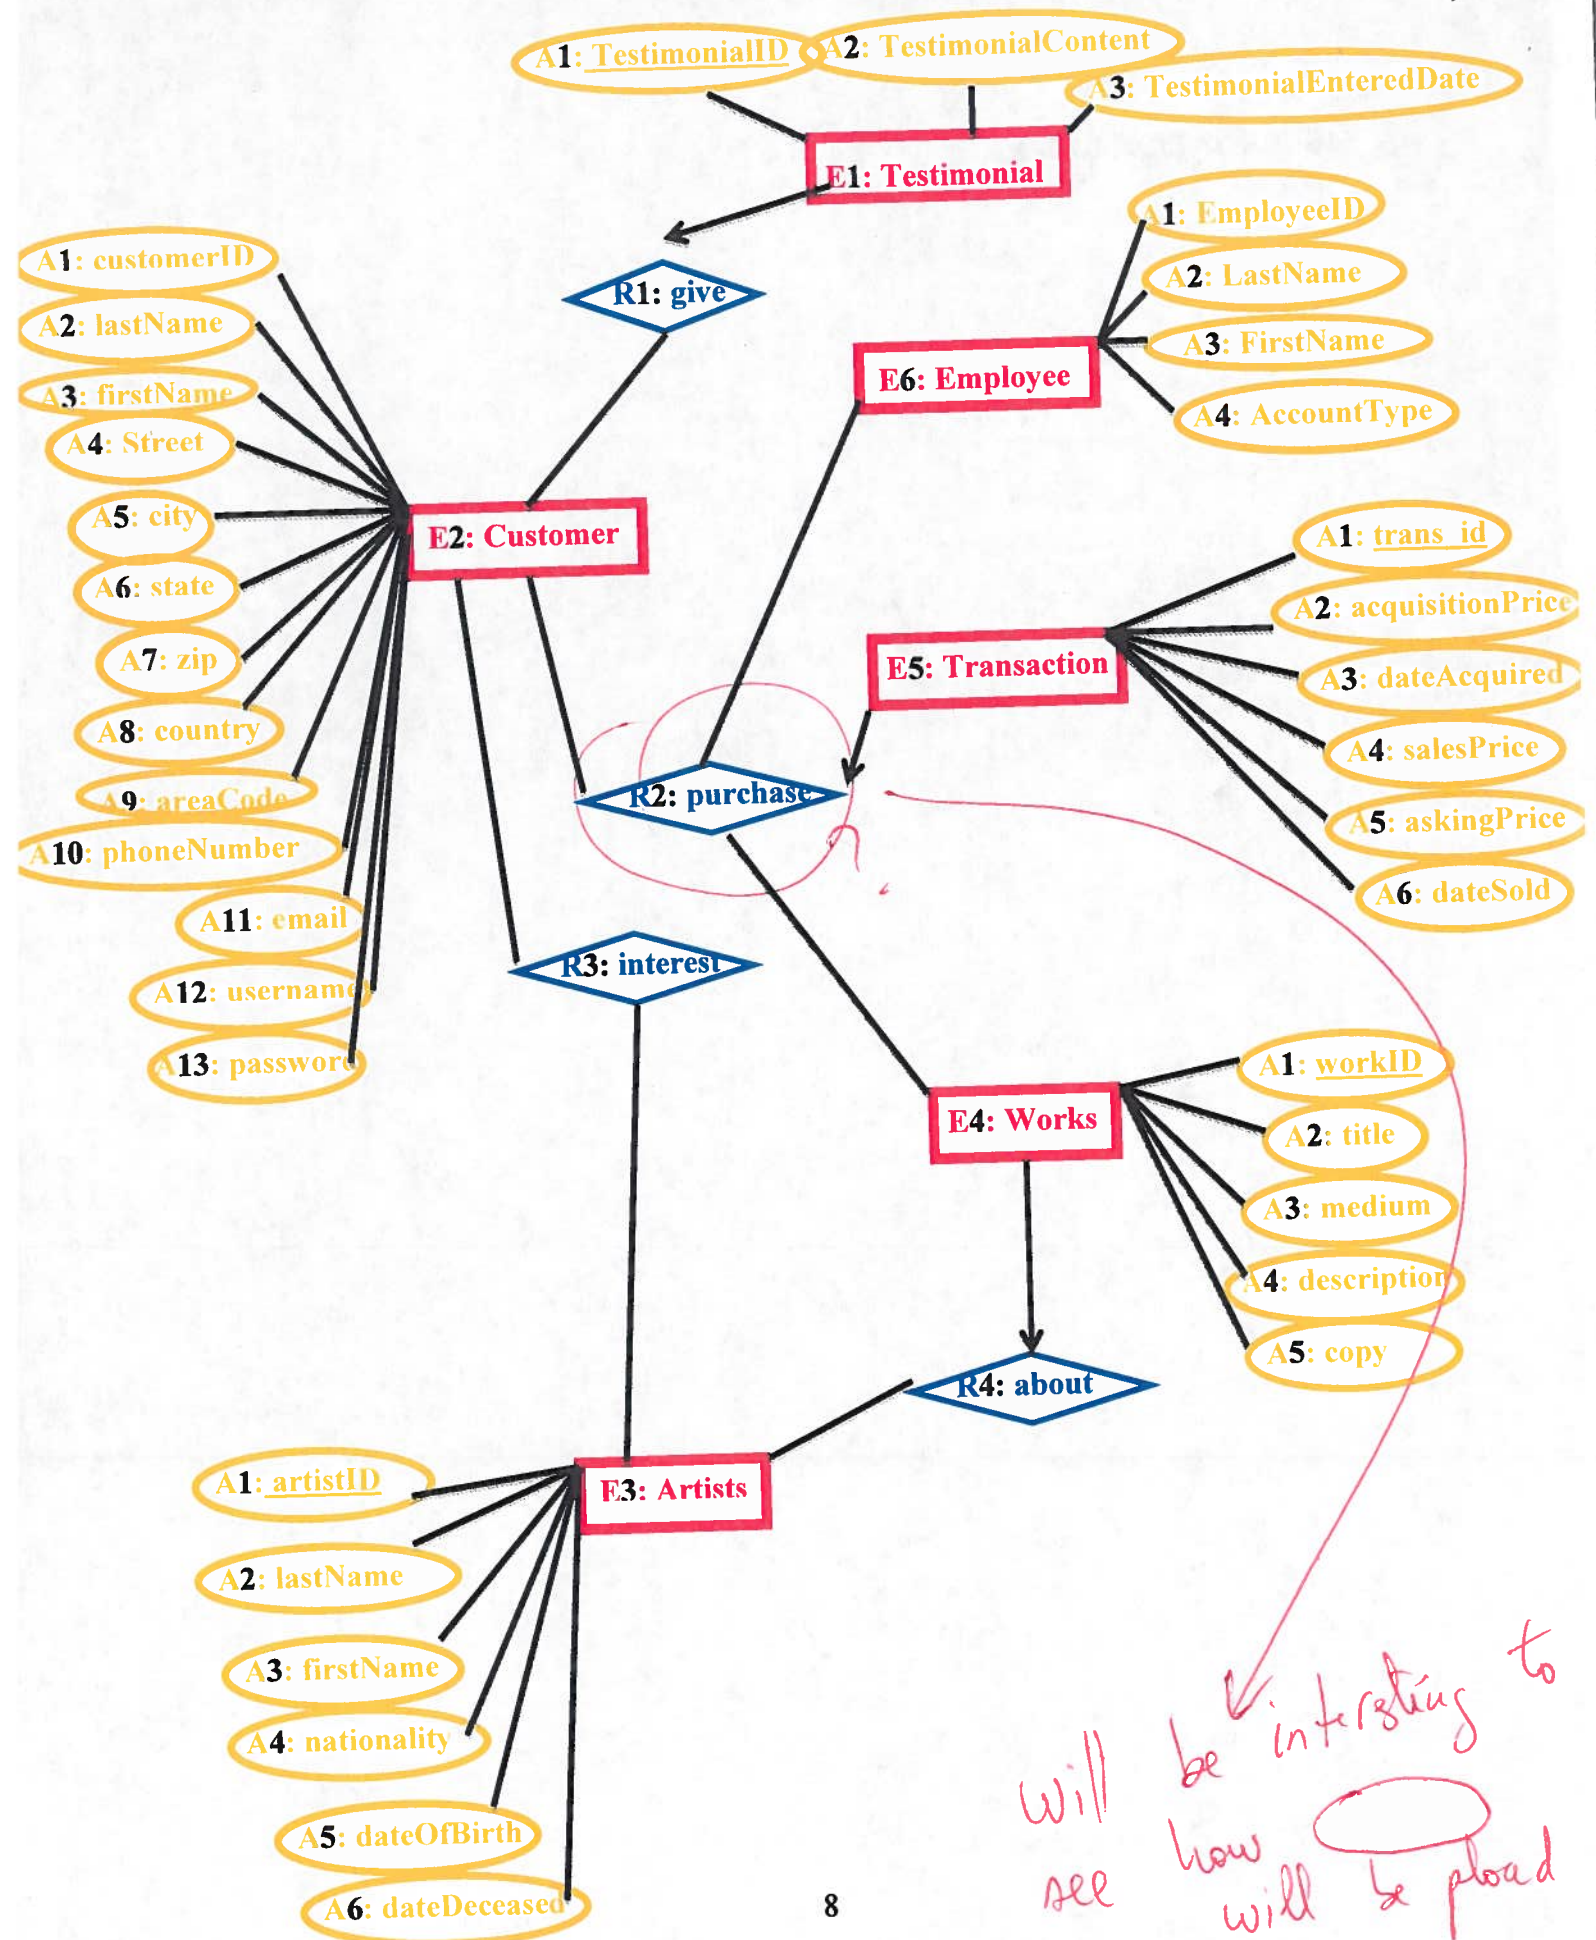 A1: TestimonialID
A2: TestimonialContent
A3: TestimonialEnteredDate
E1: Testimonial
A1: EmployeeID
A2: LastName
A3: FirstName
A4: AccountType
E6: Employee
R1: give
A1: customerID
A2: lastName
A3: firstName
A4: Street
A5: city
A6: state
A7: zip
A8: country
A9: areaCode
A10: phoneNumber
A11: email
A12: username
A13: password
E2: Customer
A1: trans_id
A2: acquisitionPrice
A3: dateAcquired
A4: salesPrice
A5: askingPrice
A6: dateSold
E5: Transaction
R2: purchase
?
R3: interest
E4: Works
A1: workID
A2: title
A3: medium
A4: description
A5: copy
R4: about
E3: Artists
A1: artistID
A2: lastName
A3: firstName
A4: nationality
A5: dateOfBirth
A6: dateDeceased
will be intersting to
see how
will be
8